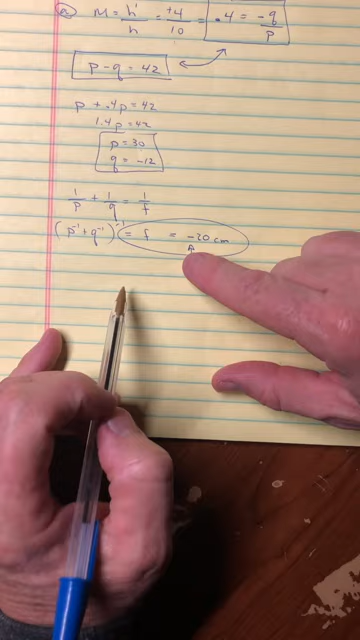 (a) M = h'/h = +4/10 = .4 = -q/p
p - q = 42
p + .4p = 42
1.4p = 42
p = 30
q = -12
1/p + 1/q = 1/f
(p⁻¹ + q⁻¹)⁻¹ = f = -20 cm